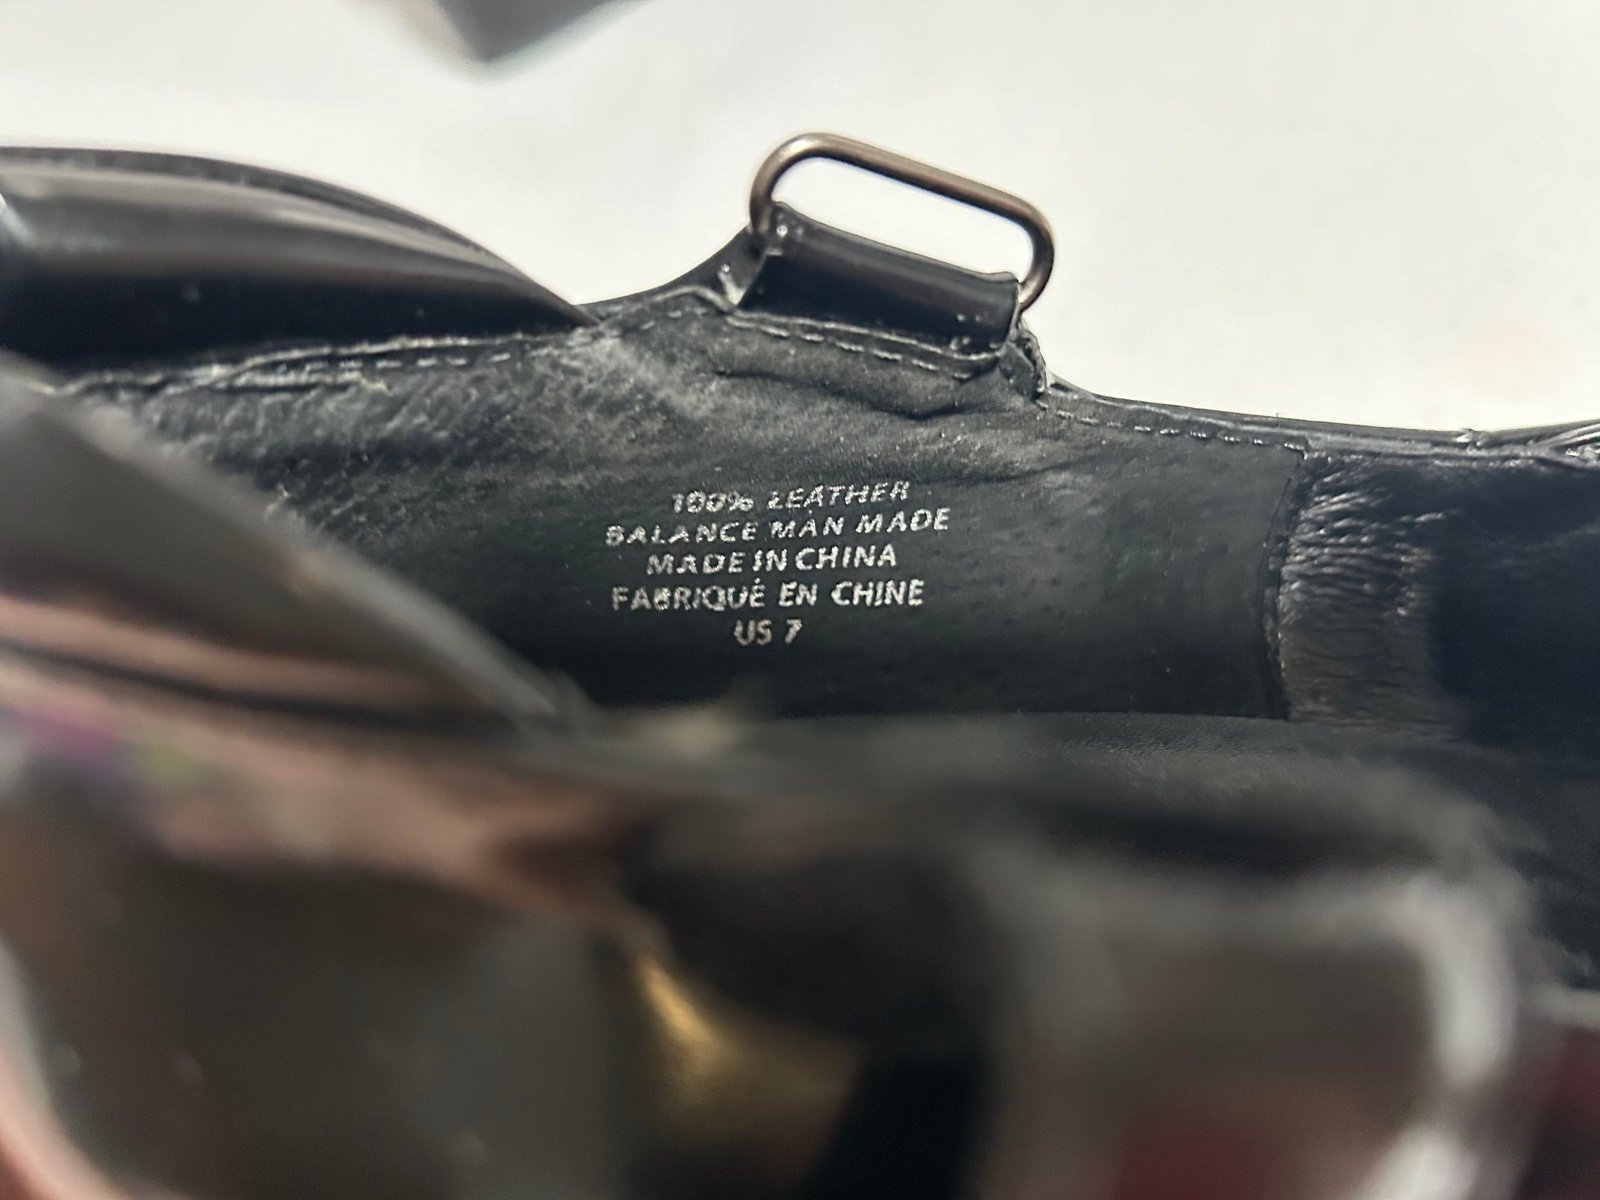 100% LEATHER
BALANCE MAN MADE
MADE IN CHINA
FABRIQUÉ EN CHINE
US 7